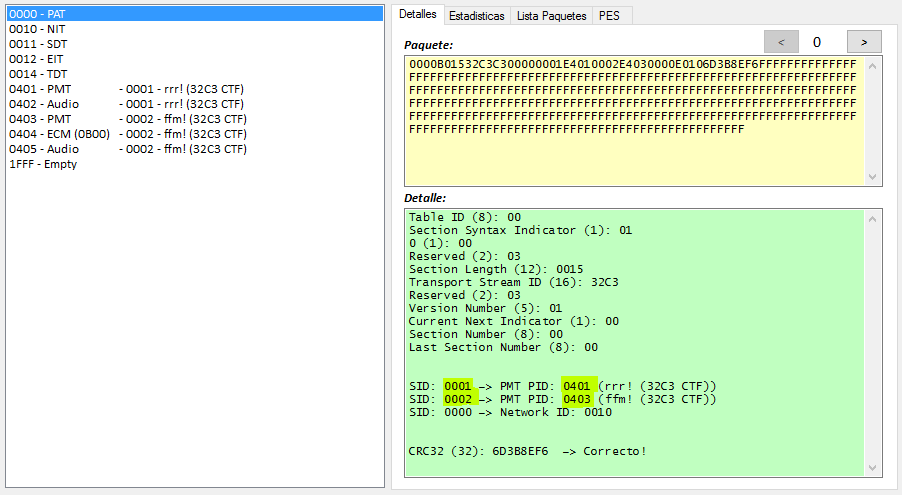 0000 - PAT
0010 - NIT
0011 - SDT
0012 - EIT
0014 - TDT
0401 - PMT - 0001 - rrr! (32C3 CTF)
0402 - Audio - 0001 - rrr! (32C3 CTF)
0403 - PMT - 0002 - ffm! (32C3 CTF)
0404 - ECM (0B00) - 0002 - ffm! (32C3 CTF)
0405 - Audio - 0002 - ffm! (32C3 CTF)
1FFF - Empty
Detalles Estadisticas Lista Paquetes PES
Paquete: < 0 >
0000B01532C3C300000001E4010002E4030000E0106D3B8EF6FFFFFFFFFFFFFF
FFFFFFFFFFFFFFFFFFFFFFFFFFFFFFFFFFFFFFFFFFFFFFFFFFFFFFFFFFFFFFFF
FFFFFFFFFFFFFFFFFFFFFFFFFFFFFFFFFFFFFFFFFFFFFFFFFFFFFFFFFFFFFFFF
FFFFFFFFFFFFFFFFFFFFFFFFFFFFFFFFFFFFFFFFFFFFFFFFFFFFFFFFFFFFFFFF
FFFFFFFFFFFFFFFFFFFFFFFFFFFFFFFFFFFFFFFFFFFFFFFFFFFFFFFFFFFFFFFF
FFFFFFFFFFFFFFFFFFFFFFFFFFFFFFFFFFFFFFFFFFFFFFFF
Detalle:
Table ID (8): 00
Section Syntax Indicator (1): 01
0 (1): 00
Reserved (2): 03
Section Length (12): 0015
Transport Stream ID (16): 32C3
Reserved (2): 03
Version Number (5): 01
Current Next Indicator (1): 00
Section Number (8): 00
Last Section Number (8): 00
SID: 0001 -> PMT PID: 0401 (rrr! (32C3 CTF))
SID: 0002 -> PMT PID: 0403 (ffm! (32C3 CTF))
SID: 0000 -> Network ID: 0010
CRC32 (32): 6D3B8EF6 -> Correcto!